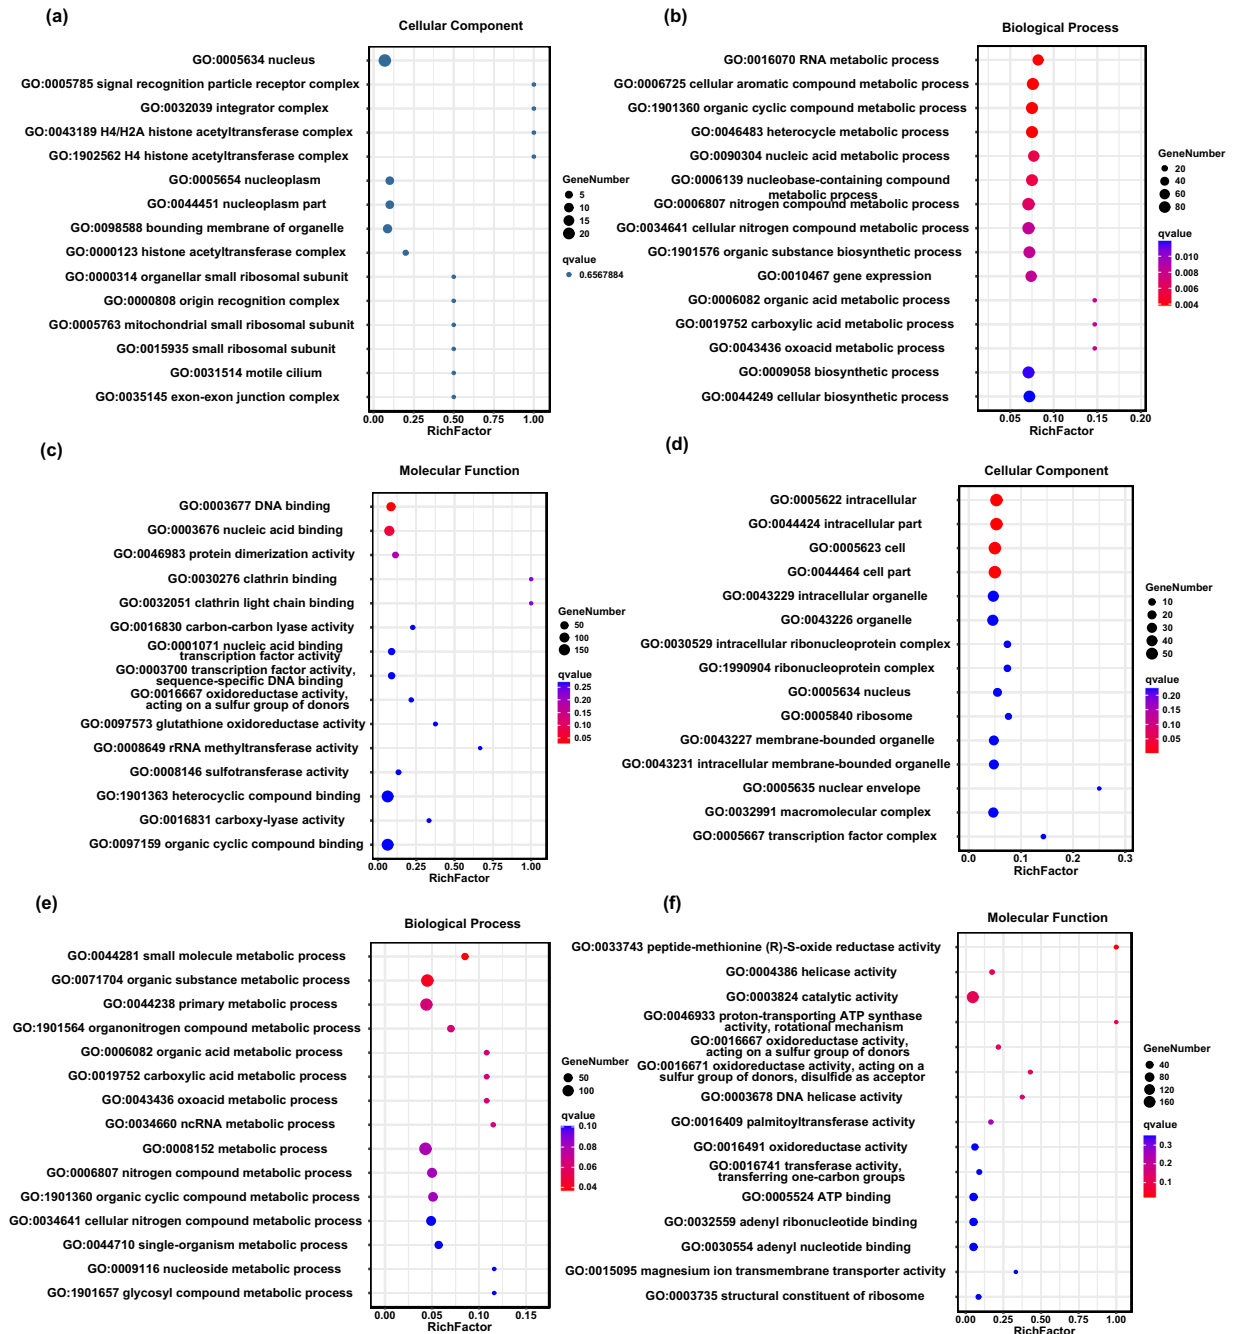 (a)
Cellular Component
GO:0005634 nucleus
GO:0005785 signal recognition particle receptor complex
GO:0032039 integrator complex
GO:0043189 H4/H2A histone acetyltransferase complex
GO:1902562 H4 histone acetyltransferase complex
GO:0005654 nucleoplasm
GO:0044451 nucleoplasm part
GO:0098588 bounding membrane of organelle
GO:0000123 histone acetyltransferase complex
GO:0000314 organellar small ribosomal subunit
GO:0000808 origin recognition complex
GO:0005763 mitochondrial small ribosomal subunit
GO:0015935 small ribosomal subunit
GO:0031514 motile cilium
GO:0035145 exon-exon junction complex
0.00 0.25 0.50 0.75 1.00
RichFactor
GeneNumber
5
10
15
20
qvalue
0.6567884
(b)
Biological Process
GO:0016070 RNA metabolic process
GO:0006725 cellular aromatic compound metabolic process
GO:1901360 organic cyclic compound metabolic process
GO:0046483 heterocycle metabolic process
GO:0090304 nucleic acid metabolic process
GO:0006139 nucleobase-containing compound
metabolic process
GO:0006807 nitrogen compound metabolic process
GO:0034641 cellular nitrogen compound metabolic process
GO:1901576 organic substance biosynthetic process
GO:0010467 gene expression
GO:0006082 organic acid metabolic process
GO:0019752 carboxylic acid metabolic process
GO:0043436 oxoacid metabolic process
GO:0009058 biosynthetic process
GO:0044249 cellular biosynthetic process
0.05 0.10 0.15 0.20
RichFactor
GeneNumber
20
40
60
80
qvalue
0.010
0.008
0.006
0.004
(c)
Molecular Function
GO:0003677 DNA binding
GO:0003676 nucleic acid binding
GO:0046983 protein dimerization activity
GO:0030276 clathrin binding
GO:0032051 clathrin light chain binding
GO:0016830 carbon-carbon lyase activity
GO:0001071 nucleic acid binding
transcription factor activity
GO:0003700 transcription factor activity,
sequence-specific DNA binding
GO:0016667 oxidoreductase activity,
acting on a sulfur group of donors
GO:0097573 glutathione oxidoreductase activity
GO:0008649 rRNA methyltransferase activity
GO:0008146 sulfotransferase activity
GO:1901363 heterocyclic compound binding
GO:0016831 carboxy-lyase activity
GO:0097159 organic cyclic compound binding
0.00 0.25 0.50 0.75 1.00
RichFactor
GeneNumber
50
100
150
qvalue
0.25
0.20
0.15
0.10
0.05
(d)
Cellular Component
GO:0005622 intracellular
GO:0044424 intracellular part
GO:0005623 cell
GO:0044464 cell part
GO:0043229 intracellular organelle
GO:0043226 organelle
GO:0030529 intracellular ribonucleoprotein complex
GO:1990904 ribonucleoprotein complex
GO:0005634 nucleus
GO:0005840 ribosome
GO:0043227 membrane-bounded organelle
GO:0043231 intracellular membrane-bounded organelle
GO:0005635 nuclear envelope
GO:0032991 macromolecular complex
GO:0005667 transcription factor complex
0.0 0.1 0.2 0.3
RichFactor
GeneNumber
10
20
30
40
50
qvalue
0.20
0.15
0.10
0.05
(e)
Biological Process
GO:0044281 small molecule metabolic process
GO:0071704 organic substance metabolic process
GO:0044238 primary metabolic process
GO:1901564 organonitrogen compound metabolic process
GO:0006082 organic acid metabolic process
GO:0019752 carboxylic acid metabolic process
GO:0043436 oxoacid metabolic process
GO:0034660 ncRNA metabolic process
GO:0008152 metabolic process
GO:0006807 nitrogen compound metabolic process
GO:1901360 organic cyclic compound metabolic process
GO:0034641 cellular nitrogen compound metabolic process
GO:0044710 single-organism metabolic process
GO:0009116 nucleoside metabolic process
GO:1901657 glycosyl compound metabolic process
0.00 0.05 0.10 0.15
RichFactor
GeneNumber
50
100
qvalue
0.10
0.08
0.06
0.04
(f)
Molecular Function
GO:0033743 peptide-methionine (R)-S-oxide reductase activity
GO:0004386 helicase activity
GO:0003824 catalytic activity
GO:0046933 proton-transporting ATP synthase
activity, rotational mechanism
GO:0016667 oxidoreductase activity,
acting on a sulfur group of donors
GO:0016671 oxidoreductase activity, acting on a
sulfur group of donors, disulfide as acceptor
GO:0003678 DNA helicase activity
GO:0016409 palmitoyltransferase activity
GO:0016491 oxidoreductase activity
GO:0016741 transferase activity,
transferring one-carbon groups
GO:0005524 ATP binding
GO:0032559 adenyl ribonucleotide binding
GO:0030554 adenyl nucleotide binding
GO:0015095 magnesium ion transmembrane transporter activity
GO:0003735 structural constituent of ribosome
0.00 0.25 0.50 0.75 1.00
RichFactor
GeneNumber
40
80
120
160
qvalue
0.3
0.2
0.1